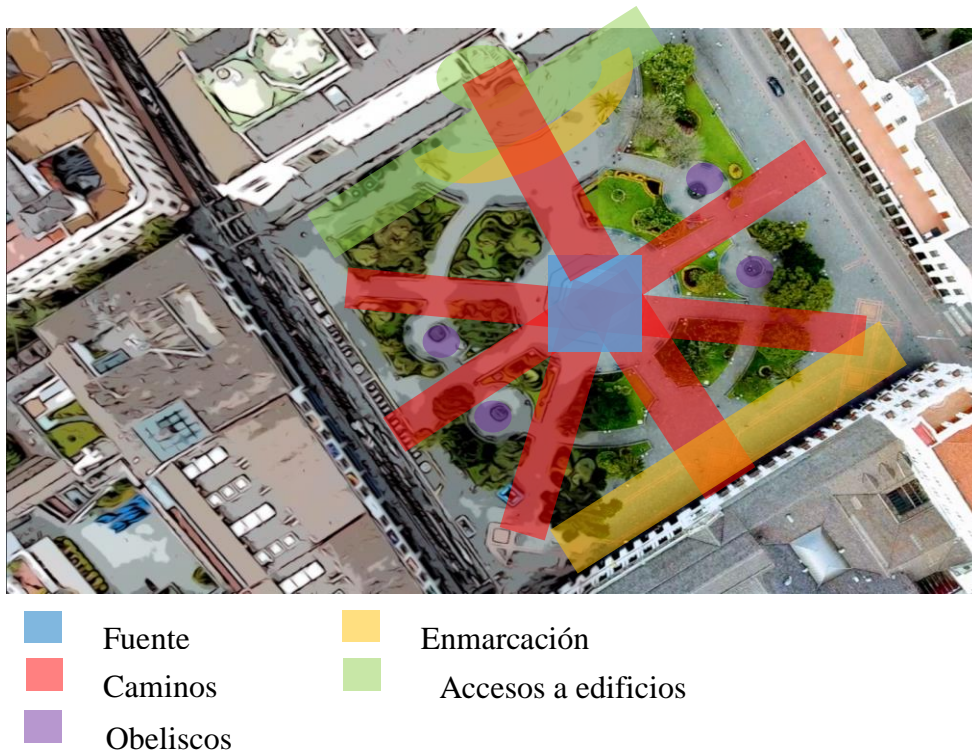 Fuente
Enmarcación
Caminos
Accesos a edificios
Obeliscos